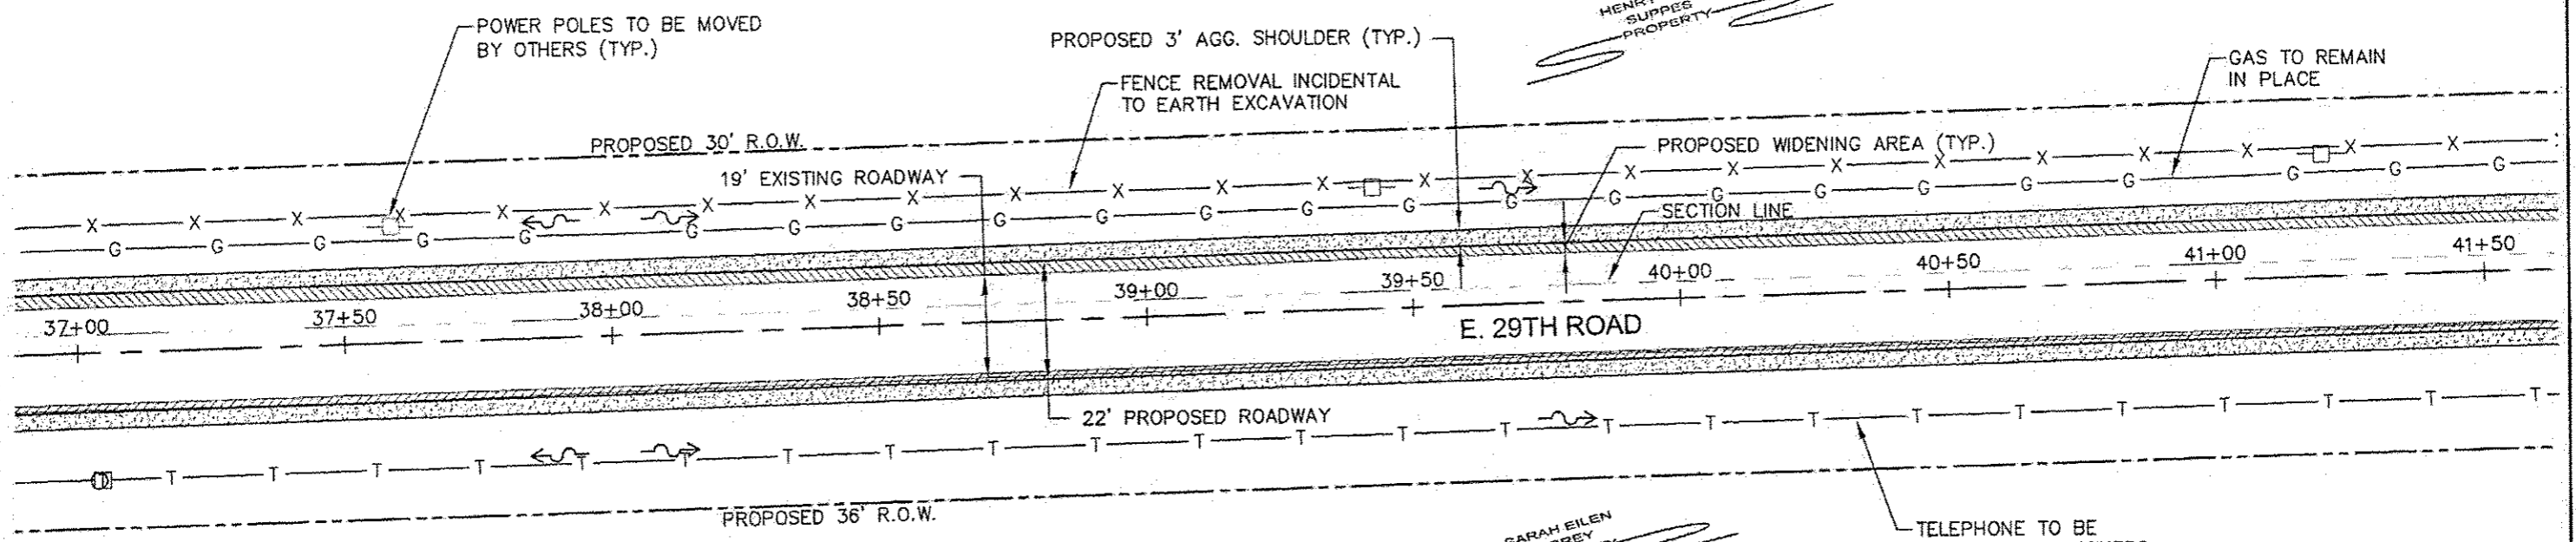 HENRY
SUPPES
PROPERTY
POWER POLES TO BE MOVED
BY OTHERS (TYP.)
PROPOSED 3' AGG. SHOULDER (TYP.)
GAS TO REMAIN
IN PLACE
FENCE REMOVAL INCIDENTAL
TO EARTH EXCAVATION
PROPOSED 30' R.O.W.
PROPOSED WIDENING AREA (TYP.)
19' EXISTING ROADWAY
X X X X X X X X X X X X X X X X X X X X X X X X
G G G G G G G G G G G G G G G G G G G G G G G G
SECTION LINE
37+00 37+50 38+00 38+50 39+00 39+50 40+00 40+50 41+00 41+50
E. 29TH ROAD
22' PROPOSED ROADWAY
T T T T T T T T T T T T T T T T T T T T T T T T
PROPOSED 36' R.O.W.
SARAH EILEN
TELEPHONE TO BE